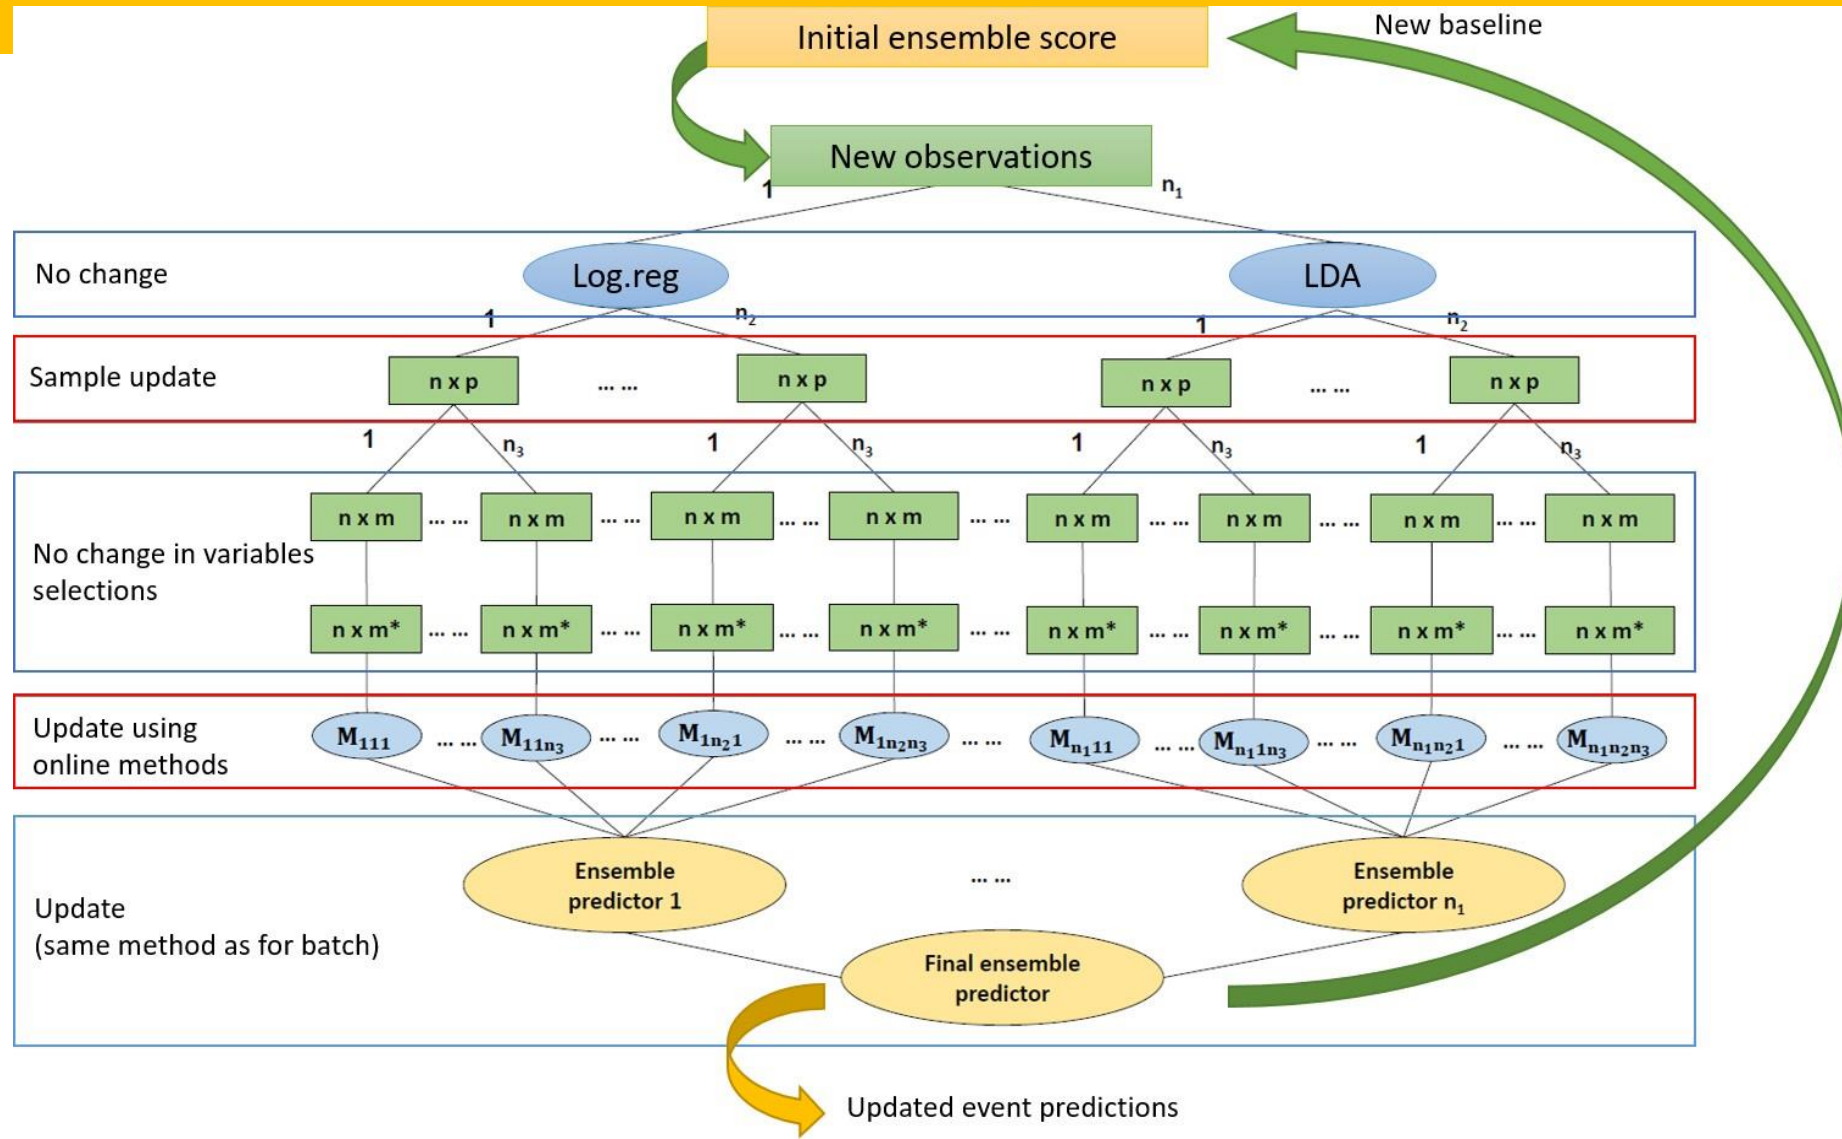 Initial ensemble score
New baseline
New observations
1 n₁
No change
Log.reg LDA
1 n₂ 1 n₂
Sample update
n x p ... ... n x p n x p ... ... n x p
1 n₃ 1 n₃ 1 n₃ 1 n₃
n x m ... ... n x m ... ... n x m ... ... n x m ... ... n x m ... ... n x m ... ... n x m ... ... n x m
No change in variables
selections
n x m* ... ... n x m* ... ... n x m* ... ... n x m* ... ... n x m* ... ... n x m* ... ... n x m* ... ... n x m*
Update using
online methods
M₁₁₁ ... ... M₁₁ₙ₃ ... ... M₁ₙ₂₁ ... ... M₁ₙ₂ₙ₃ ... ... Mₙ₁₁₁ ... ... Mₙ₁₁ₙ₃ ... ... Mₙ₁ₙ₂₁ ... ... Mₙ₁ₙ₂ₙ₃
Ensemble
predictor 1
... ...
Ensemble
predictor n₁
Update
(same method as for batch)
Final ensemble
predictor
Updated event predictions